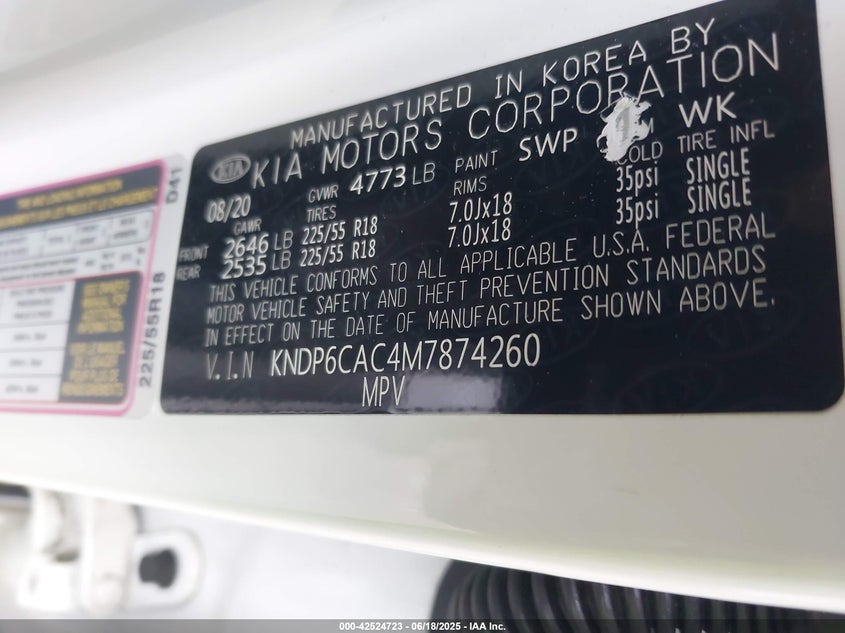 MANUFACTURED IN KOREA BY
KIA KIA MOTORS CORPORATION
08/20 GVWR 4773 LB PAINT SWP WK
GAWR TIRES RIMS COLD TIRE INFL
FRONT 2646 LB 225/55 R18 7.0Jx18 35psi SINGLE
REAR 2535 LB 225/55 R18 7.0Jx18 35psi SINGLE
THIS VEHICLE CONFORMS TO ALL APPLICABLE U.S.A. FEDERAL
MOTOR VEHICLE SAFETY AND THEFT PREVENTION STANDARDS
IN EFFECT ON THE DATE OF MANUFACTURE SHOWN ABOVE.
V.I.N KNDP6CAC4M7874260
MPV
D41
225/55R18
000-42524723 - 06/18/2025 - IAA Inc.